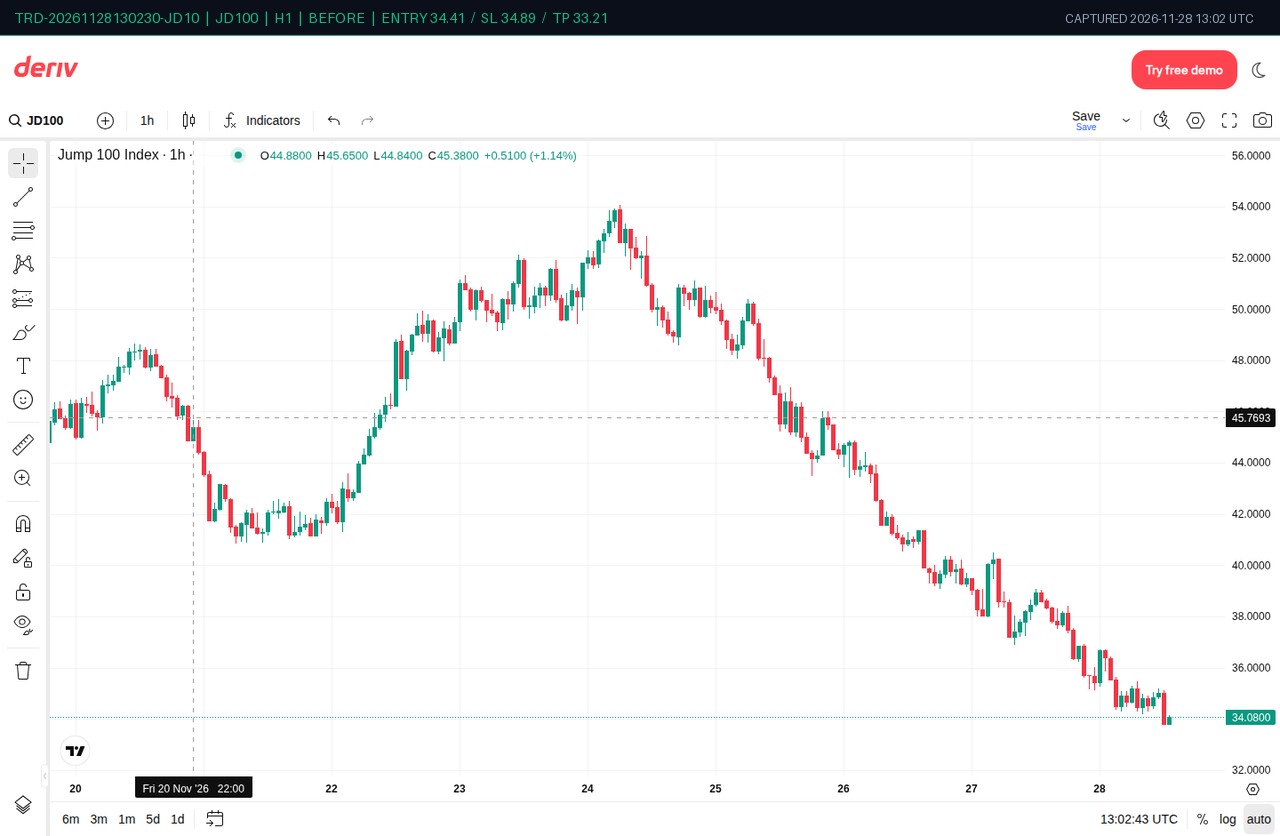 TRD-20261128130230-JD10 | JD100 | H1 | BEFORE | ENTRY 34.41 / SL 34.89 / TP 33.21
CAPTURED 2026-11-28 13:02 UTC
deriv
Try free demo
JD100
1h
Indicators
Save
Save
Jump 100 Index · 1h ·
O44.8800 H45.6500 L44.8400 C45.3800 +0.5100 (+1.14%)
56.0000
54.0000
52.0000
50.0000
48.0000
45.7693
44.0000
42.0000
40.0000
38.0000
36.0000
34.0800
32.0000
20
Fri 20 Nov '26 22:00
22
23
24
25
26
27
28
6m 3m 1m 5d 1d
13:02:43 UTC
% log auto